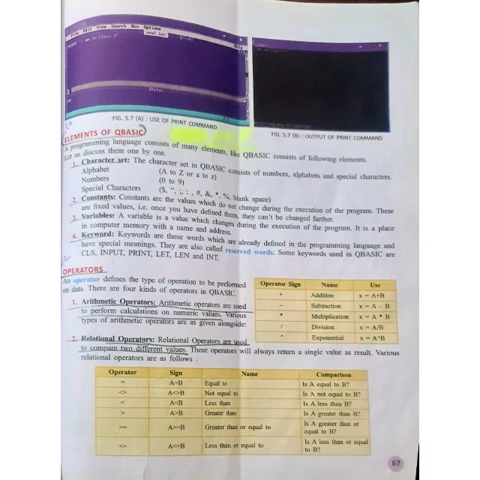 File Edit View Search Run Options
FIG. 5.7 (A) : USE OF PRINT COMMAND
FIG. 5.7 (B) : OUTPUT OF PRINT COMMAND
ELEMENTS OF QBASIC
A programming language consists of many elements, like QBASIC consists of following elements.
Let us discuss them one by one.
1. Character set: The character set in QBASIC consists of numbers, alphabets and special characters.
Alphabet (A to Z or a to z)
Numbers (0 to 9)
Special Characters blank space)
2. Constants: Constants are the values which do not change during the execution of the program. These
are fixed values, i.e. once you have defined them, they can't be changed further.
3. Variables: A variable is a value which changes during the execution of the program. It is a place
in computer memory with a name and address.
4. Keyword: Keywords are those words which are already defined in the programming language and
have special meanings. They are also called reserved words. Some keywords used in QBASIC are
CLS, INPUT, PRINT, LET, LEN and INT.
OPERATORS
An operator defines the type of operation to be performed
on data. There are four kinds of operators in QBASIC.
1. Arithmetic Operators: Arithmetic operators are used
to perform calculations on numeric values, various
types of arithmetic operators are as given alongside:
Operator Sign Name Use
+ Addition x = A+B
- Subtraction x = A - B
* Multiplication x = A * B
/ Division x = A/B
^ Exponential x = A^B
2. Relational Operators: Relational Operators are used
to compare two different values. These operators will always return a single value as result. Various
relational operators are as follows :
Operator Sign Name Comparison
= A=B Equal to Is A equal to B?
<> A<>B Not equal to Is A not equal to B?
< A<B Less than Is A less than B?
> A>B Greater than Is A greater than B?
>= A>=B Greater than or equal to Is A greater than or
equal to B?
<= A<=B Less than or equal to Is A less than or equal
to B?
67